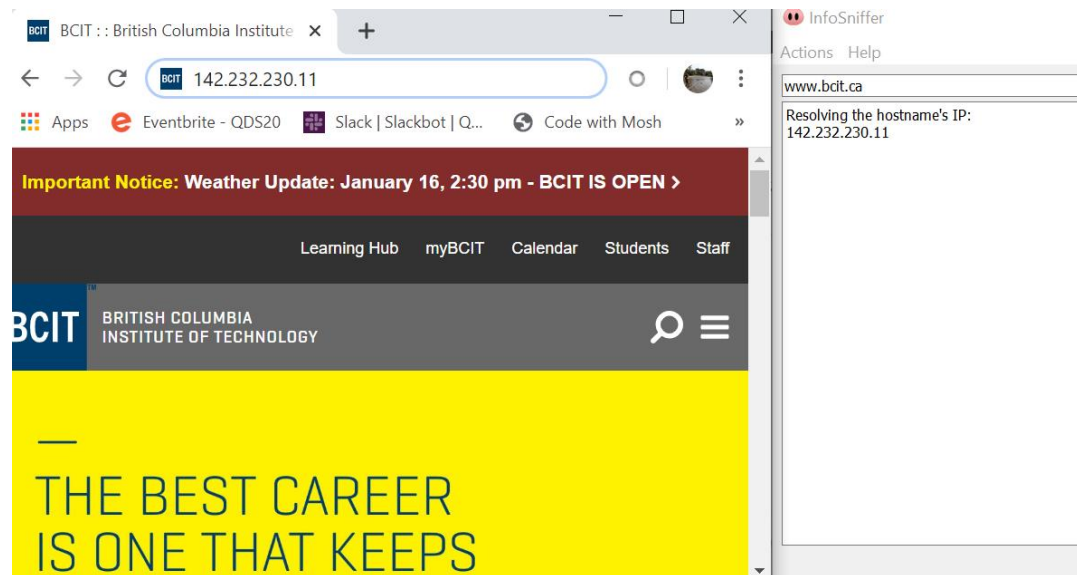 BCIT BCIT : : British Columbia Institute
BCIT 142.232.230.11
Apps Eventbrite - QDS20 Slack | Slackbot | Q... Code with Mosh »
Important Notice: Weather Update: January 16, 2:30 pm - BCIT IS OPEN >
Learning Hub myBCIT Calendar Students Staff
BCIT™ BRITISH COLUMBIA
INSTITUTE OF TECHNOLOGY
THE BEST CAREER
IS ONE THAT KEEPS
InfoSniffer
Actions Help
www.bcit.ca
Resolving the hostname's IP:
142.232.230.11